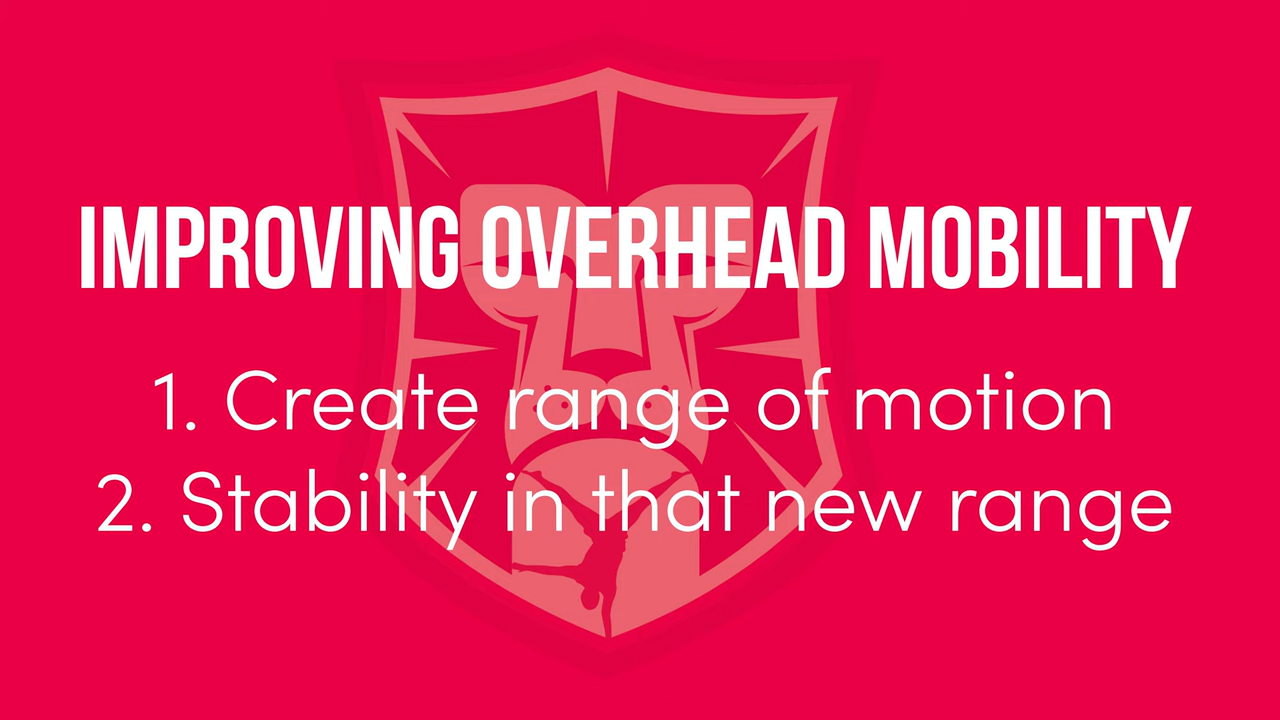 IMPROVING OVERHEAD MOBILITY
1. Create range of motion
2. Stability in that new range